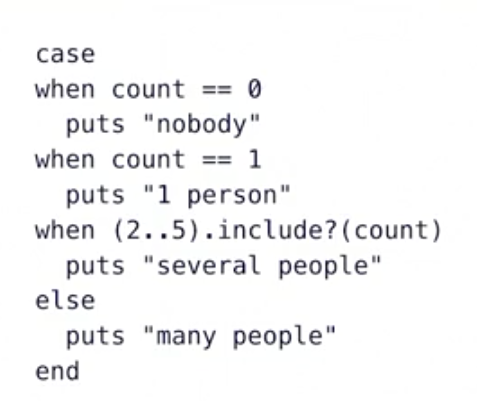 case
when count == 0
  puts "nobody"
when count == 1
  puts "1 person"
when (2..5).include?(count)
  puts "several people"
else
  puts "many people"
end